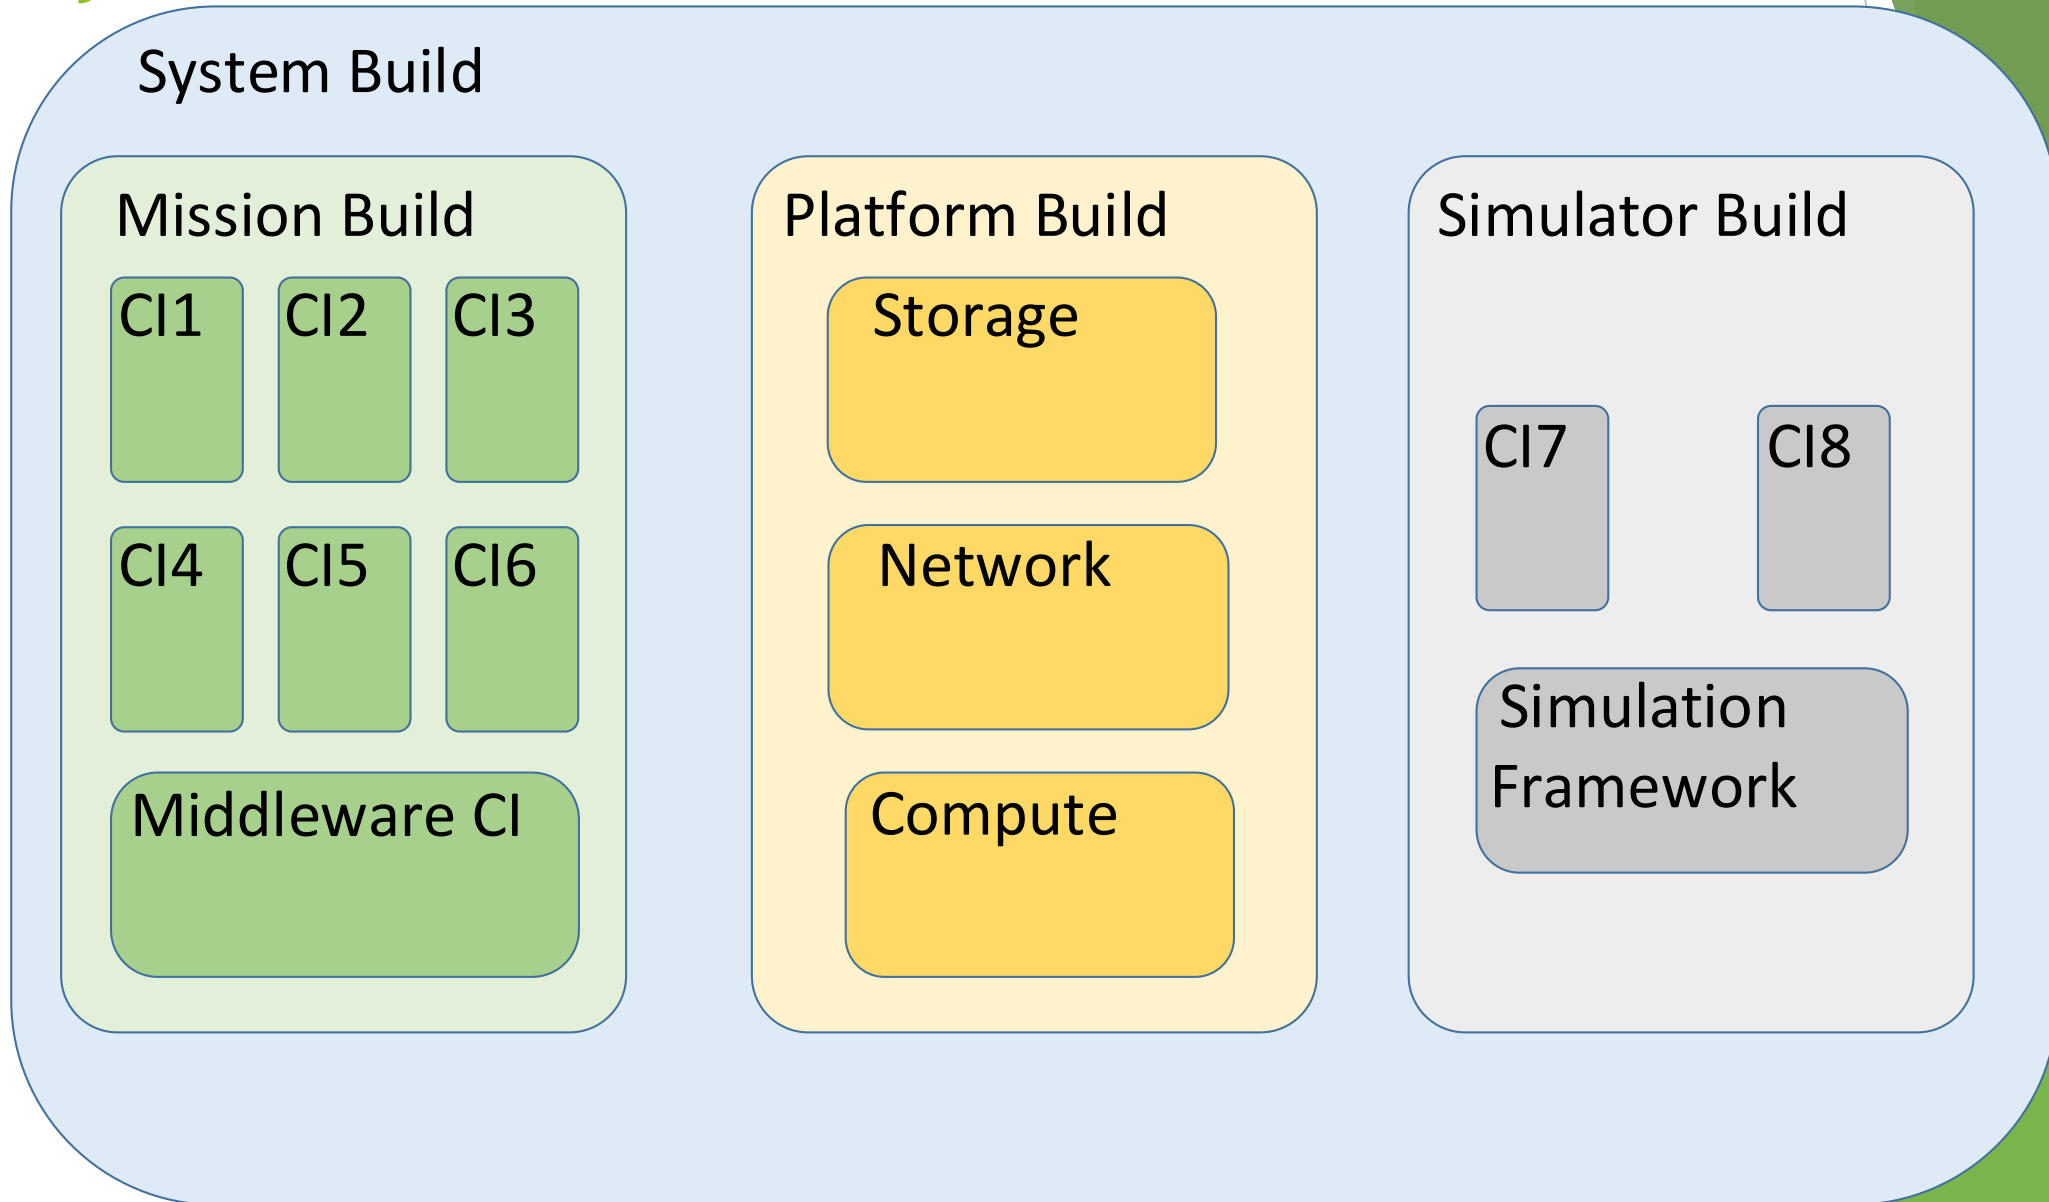 System Build
Mission Build
CI1 CI2 CI3
CI4 CI5 CI6
Middleware CI
Platform Build
Storage
Network
Compute
Simulator Build
CI7 CI8
Simulation
Framework